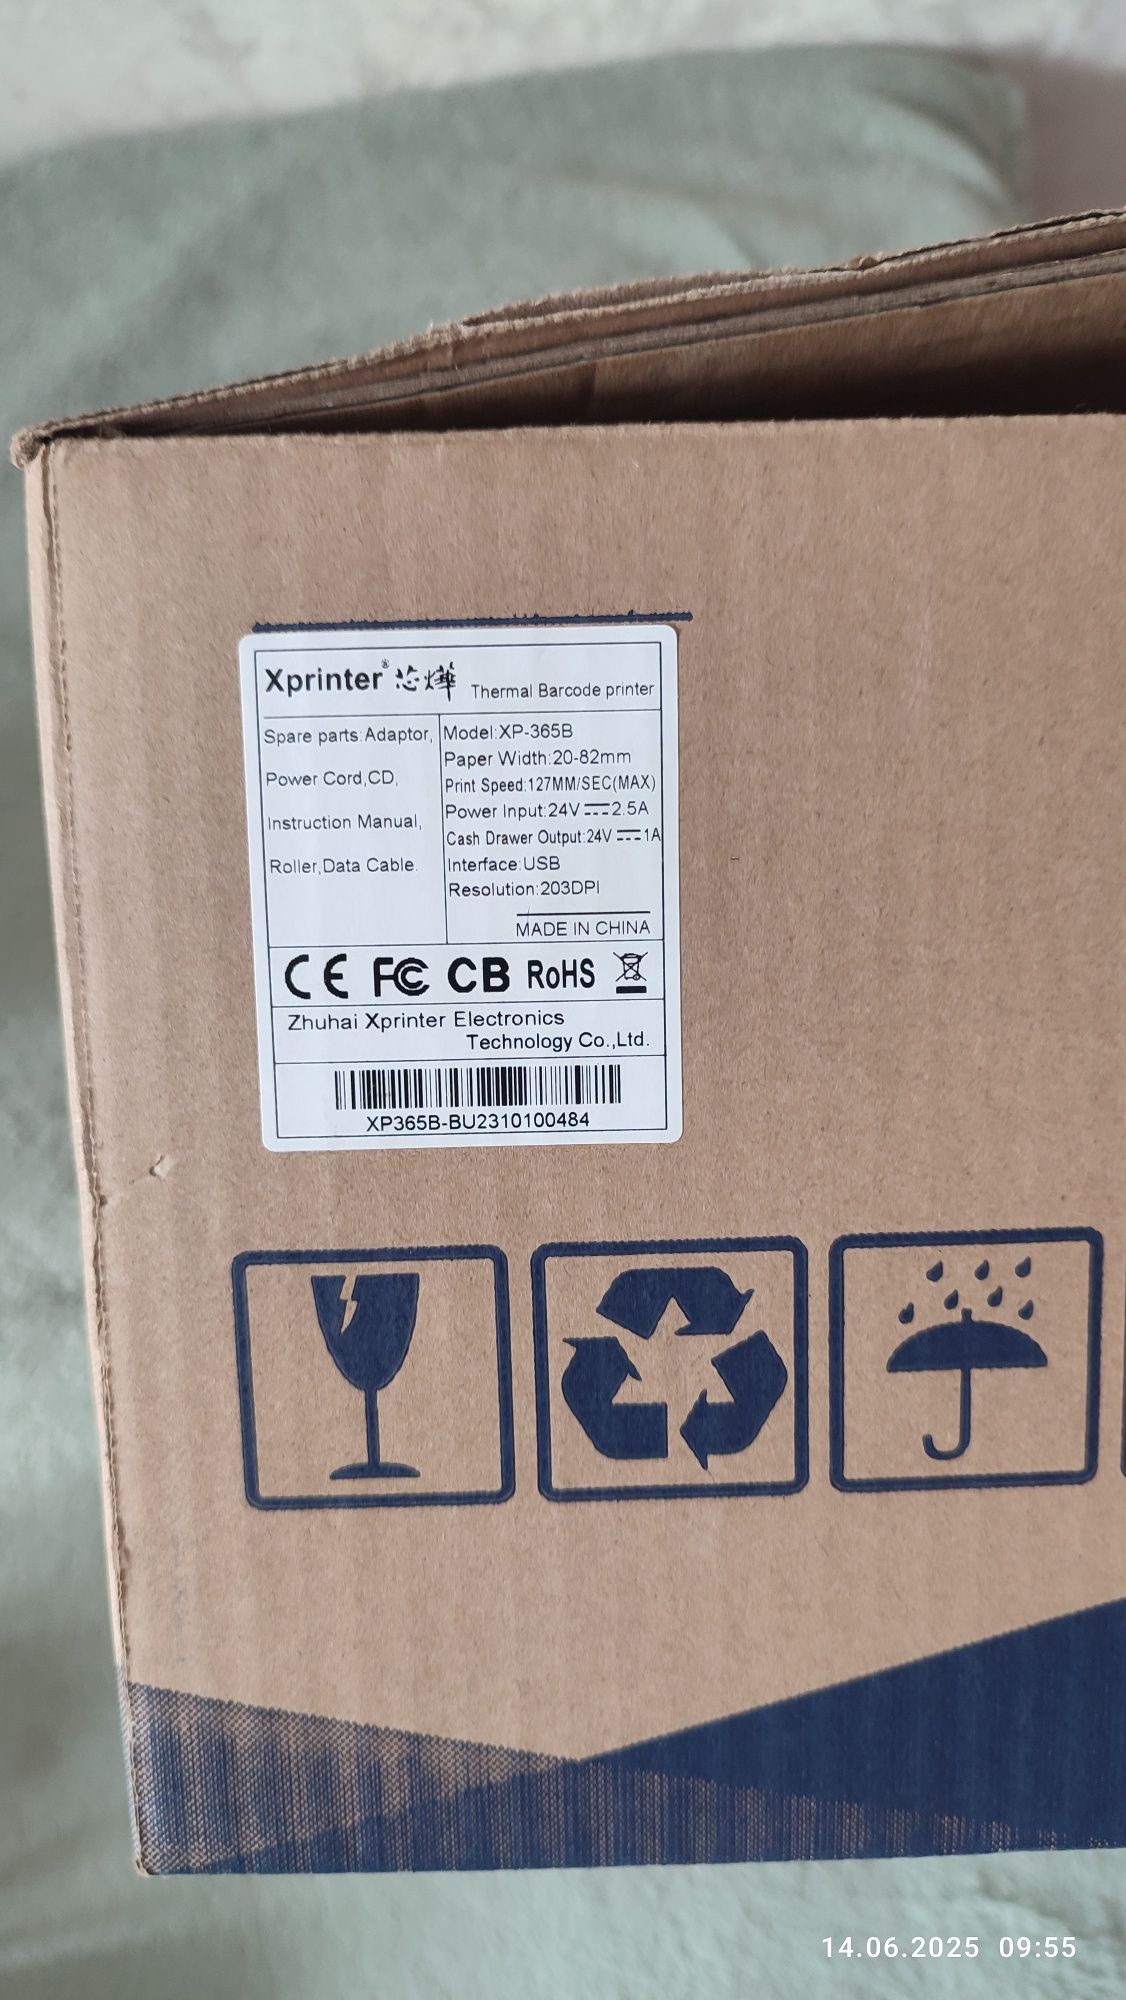 Xprinter® 芯烨 Thermal Barcode printer
Spare parts:Adaptor,
Power Cord,CD,
Instruction Manual,
Roller,Data Cable.
Model:XP-365B
Paper Width:20-82mm
Print Speed:127MM/SEC(MAX)
Power Input:24V⎓2.5A
Cash Drawer Output:24V⎓1A
Interface:USB
Resolution:203DPI
MADE IN CHINA
CE FC CB RoHS
Zhuhai Xprinter Electronics
Technology Co.,Ltd.
XP365B-BU2310100484
14.06.2025 09:55